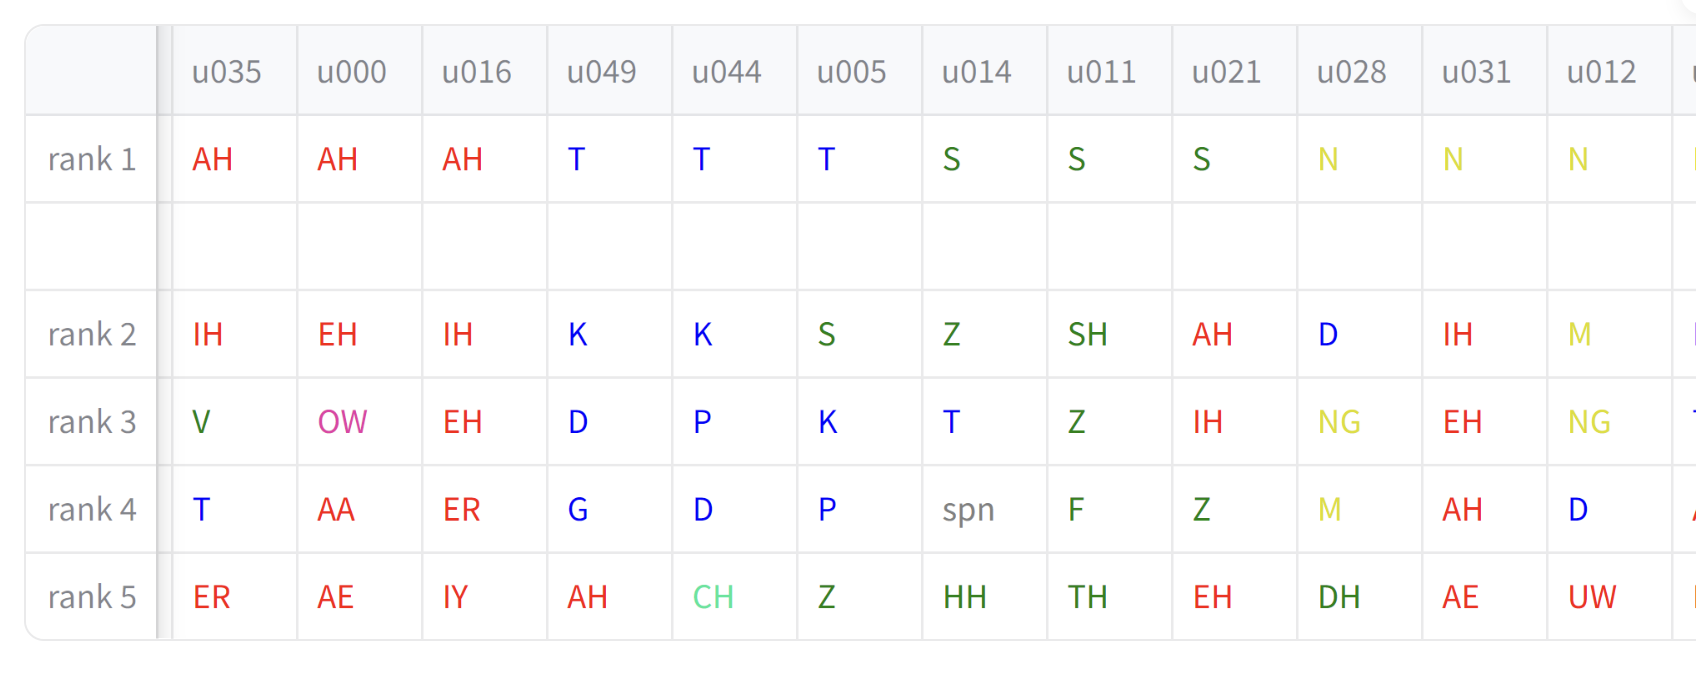 u035 u000 u016 u049 u044 u005 u014 u011 u021 u028 u031 u012
rank 1 AH AH AH T T T S S S N N N
rank 2 IH EH IH K K S Z SH AH D IH M
rank 3 V OW EH D P K T Z IH NG EH NG
rank 4 T AA ER G D P spn F Z M AH D
rank 5 ER AE IY AH CH Z HH TH EH DH AE UW